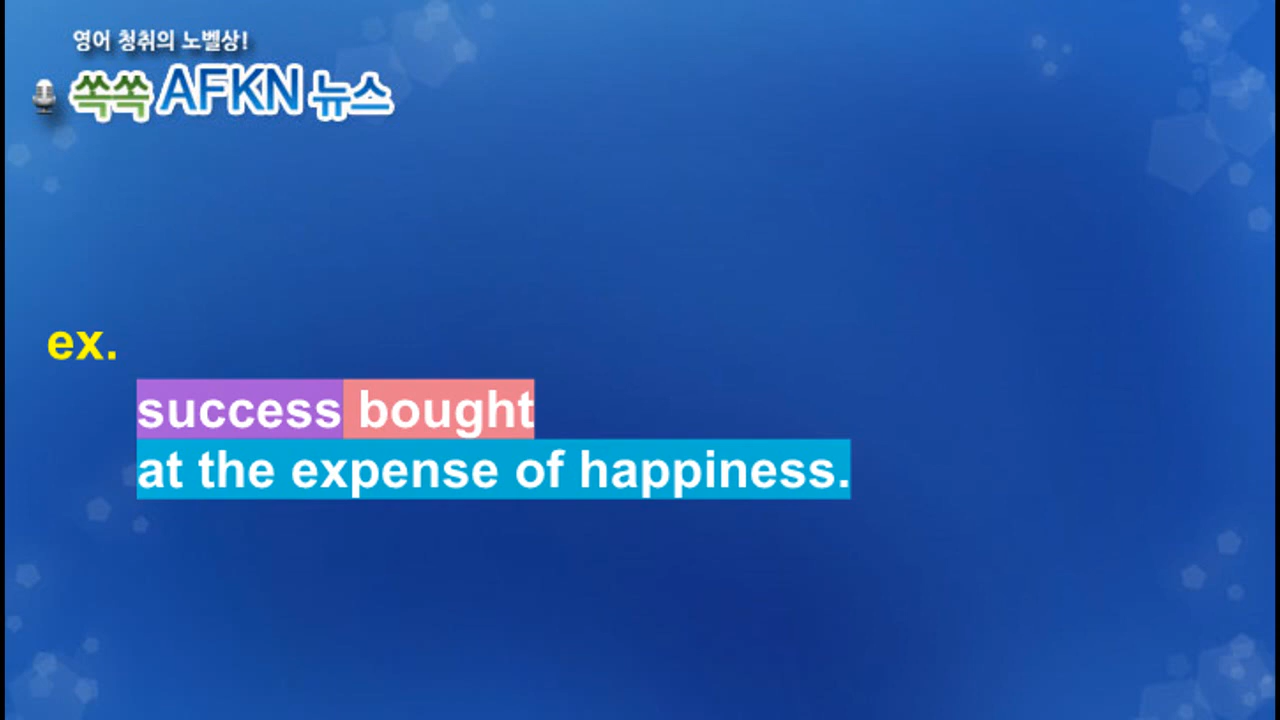 영어 청취의 노벨상!
쏙쏙 AFKN 뉴스
ex.
success bought
at the expense of happiness.